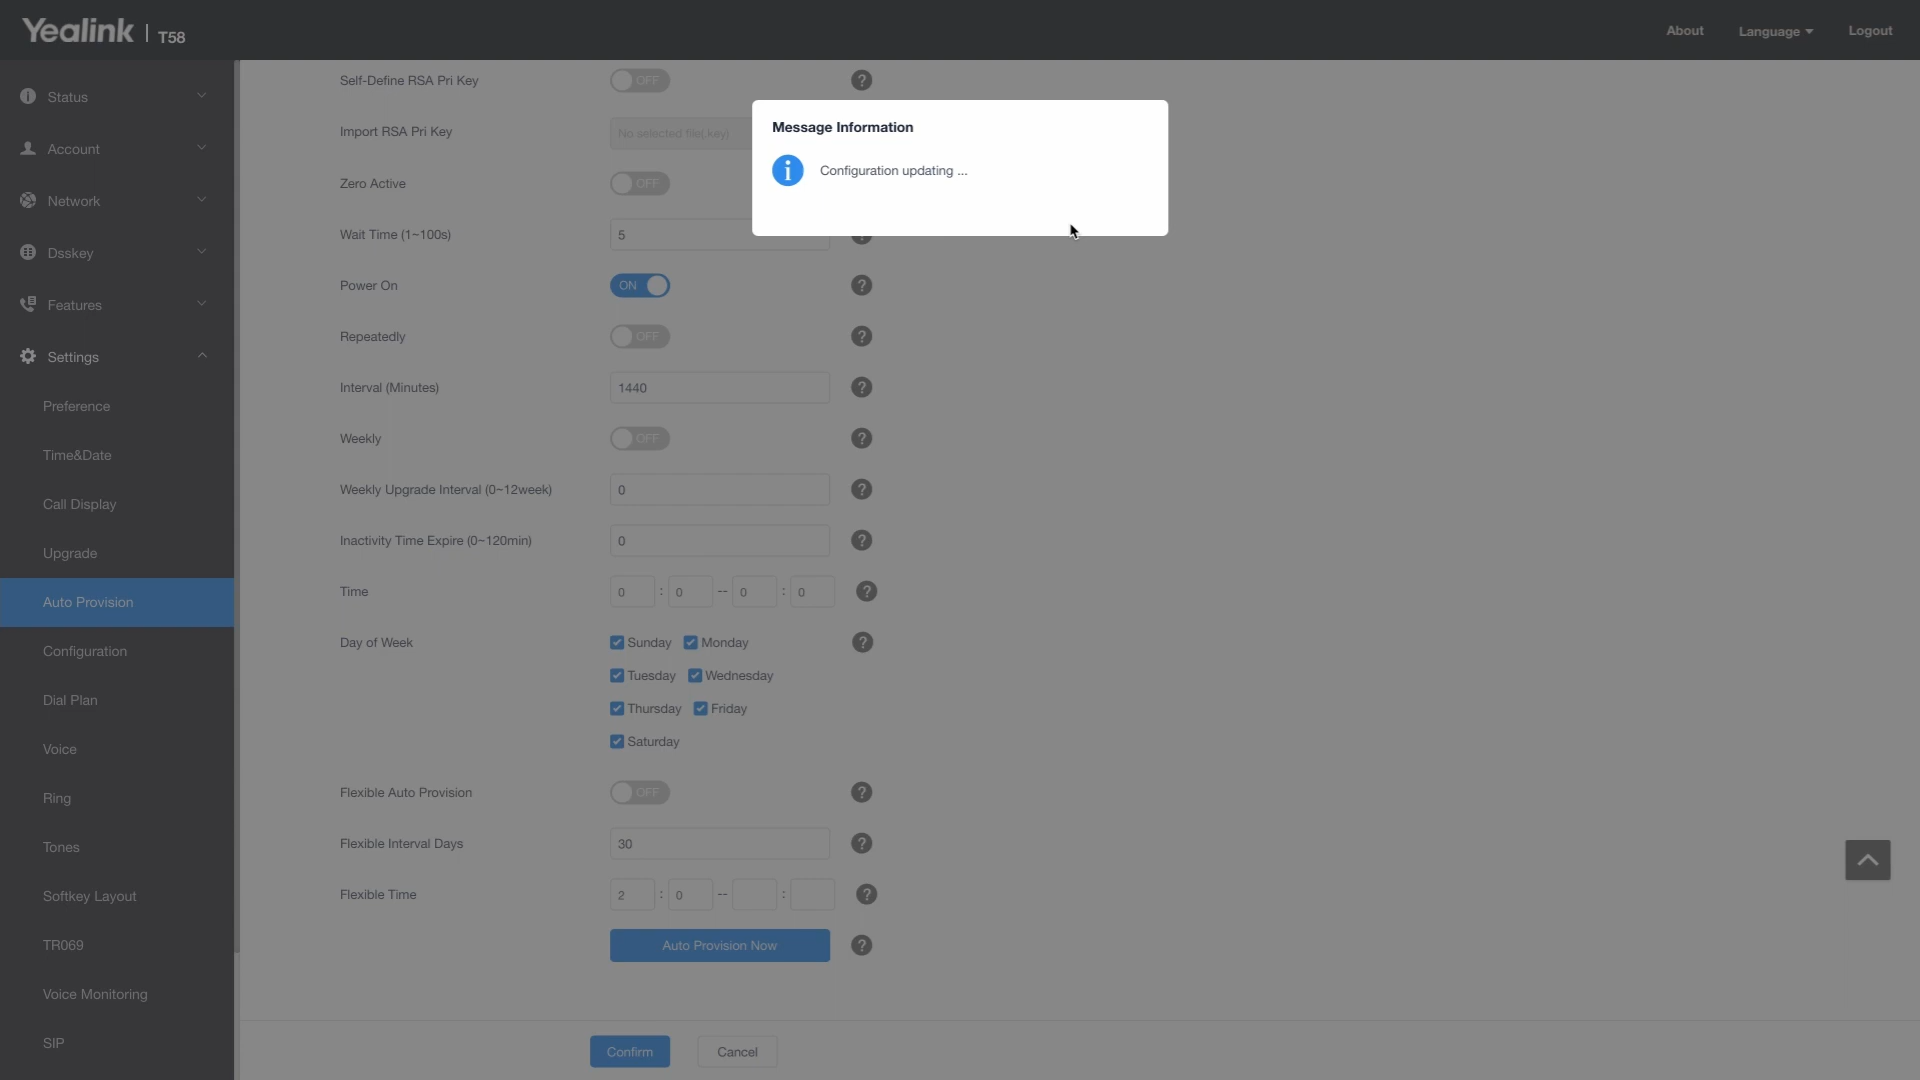 Yealink | T58
About Language Logout
Status
Account
Network
Dsskey
Features
Settings
Preference
Time&Date
Call Display
Upgrade
Auto Provision
Configuration
Dial Plan
Voice
Ring
Tones
Softkey Layout
TR069
Voice Monitoring
SIP
Self-Define RSA Pri Key OFF ?
Import RSA Pri Key No selected file(.key)
Zero Active OFF
Wait Time (1~100s) 5
Power On ON ?
Repeatedly OFF ?
Interval (Minutes) 1440 ?
Weekly OFF ?
Weekly Upgrade Interval (0~12week) 0 ?
Inactivity Time Expire (0~120min) 0 ?
Time 0 : 0 -- 0 : 0 ?
Day of Week Sunday Monday ?
Tuesday Wednesday
Thursday Friday
Saturday
Flexible Auto Provision OFF ?
Flexible Interval Days 30 ?
Flexible Time 2 : 0 -- : ?
Auto Provision Now ?
Confirm Cancel
Message Information
i Configuration updating ...